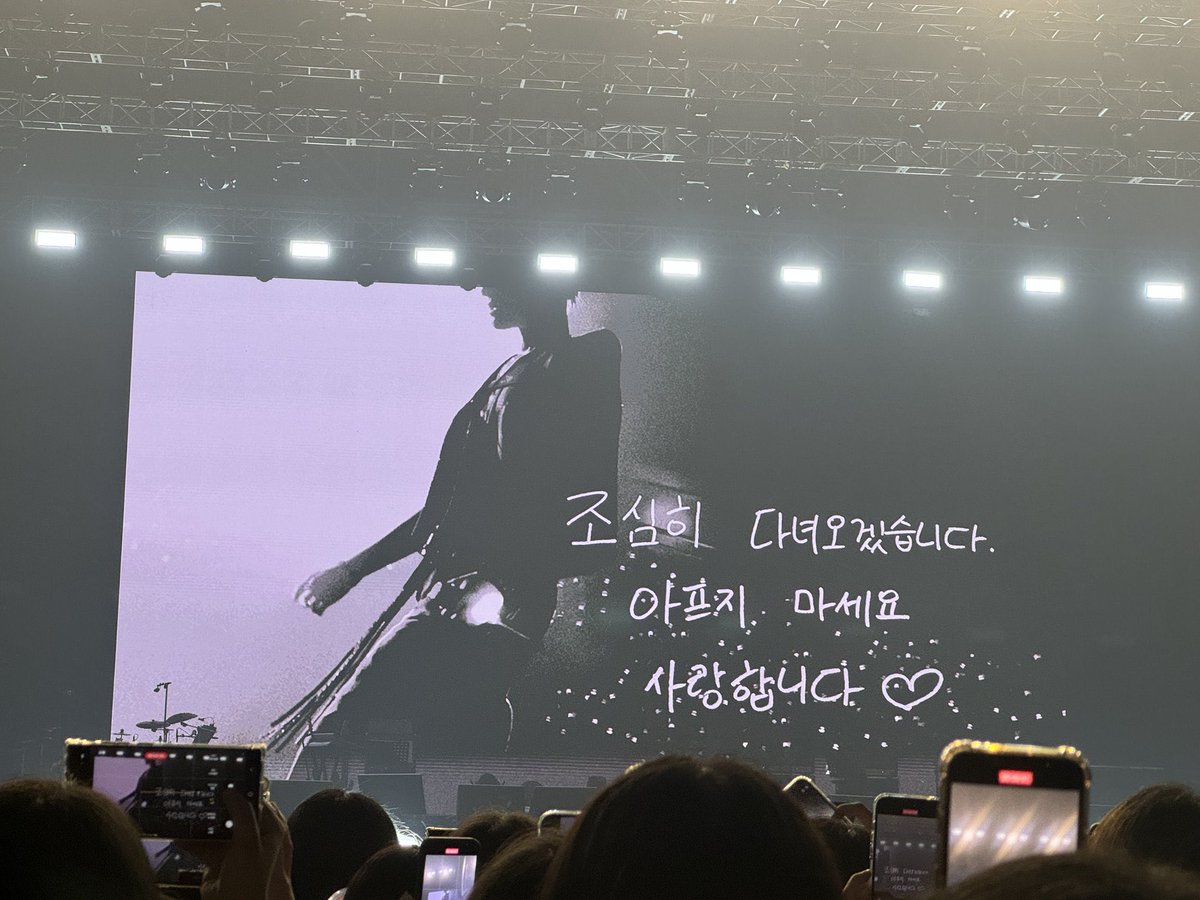 조심히 다녀오겠습니다.
아프지 마세요
사랑합니다 ♡